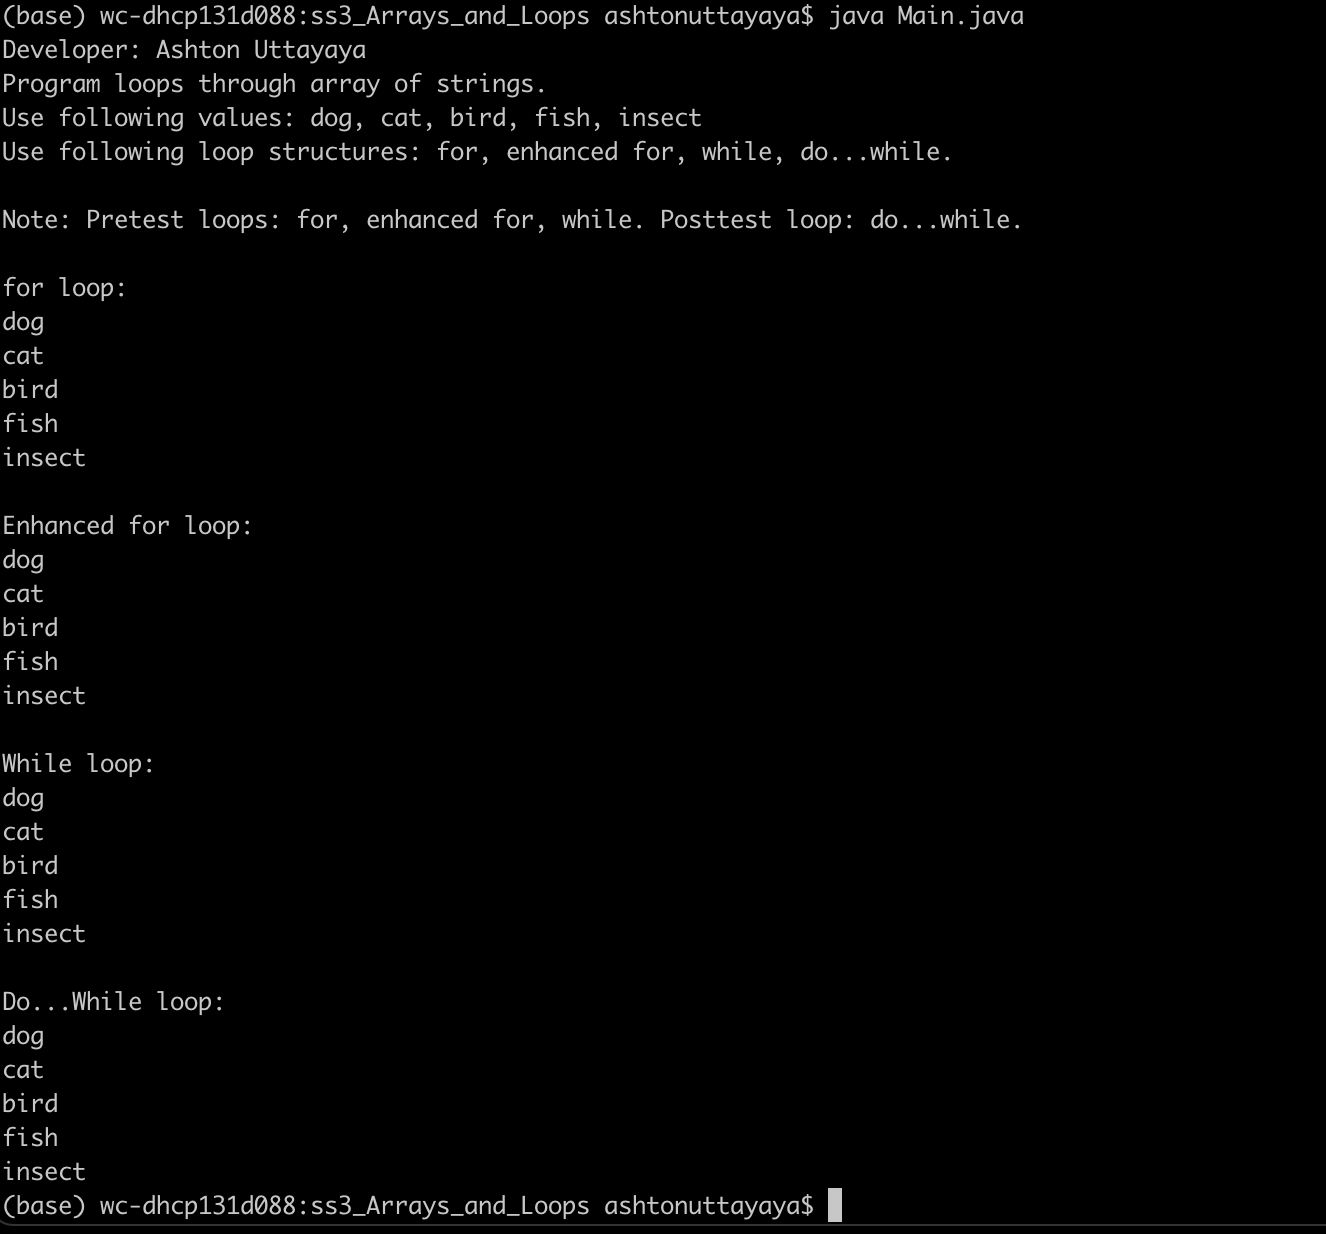 (base) wc-dhcp131d088:ss3_Arrays_and_Loops ashtonuttayaya$ java Main.java
Developer: Ashton Uttayaya
Program loops through array of strings.
Use following values: dog, cat, bird, fish, insect
Use following loop structures: for, enhanced for, while, do...while.
Note: Pretest loops: for, enhanced for, while. Posttest loop: do...while.
for loop:
dog
cat
bird
fish
insect
Enhanced for loop:
dog
cat
bird
fish
insect
While loop:
dog
cat
bird
fish
insect
Do...While loop:
dog
cat
bird
fish
insect
(base) wc-dhcp131d088:ss3_Arrays_and_Loops ashtonuttayaya$